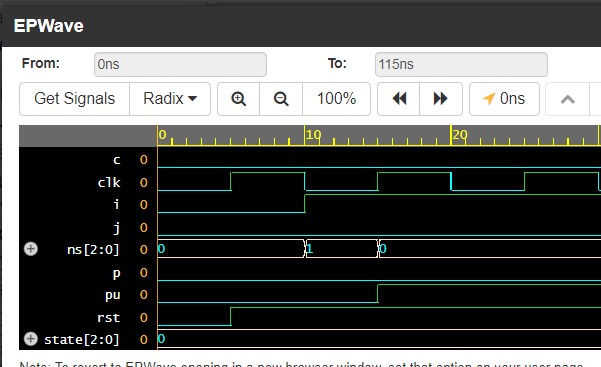 EPWave
From: 0ns To: 115ns
Get Signals Radix 100% 0ns
0 10 20
c 0
clk 0
i 0
j 0
ns[2:0] 0 0 1 0
p 0
pu 0
rst 0
state[2:0] 0 0
Note: To revert to EPWave opening in a new browser window, set that option on your user page.